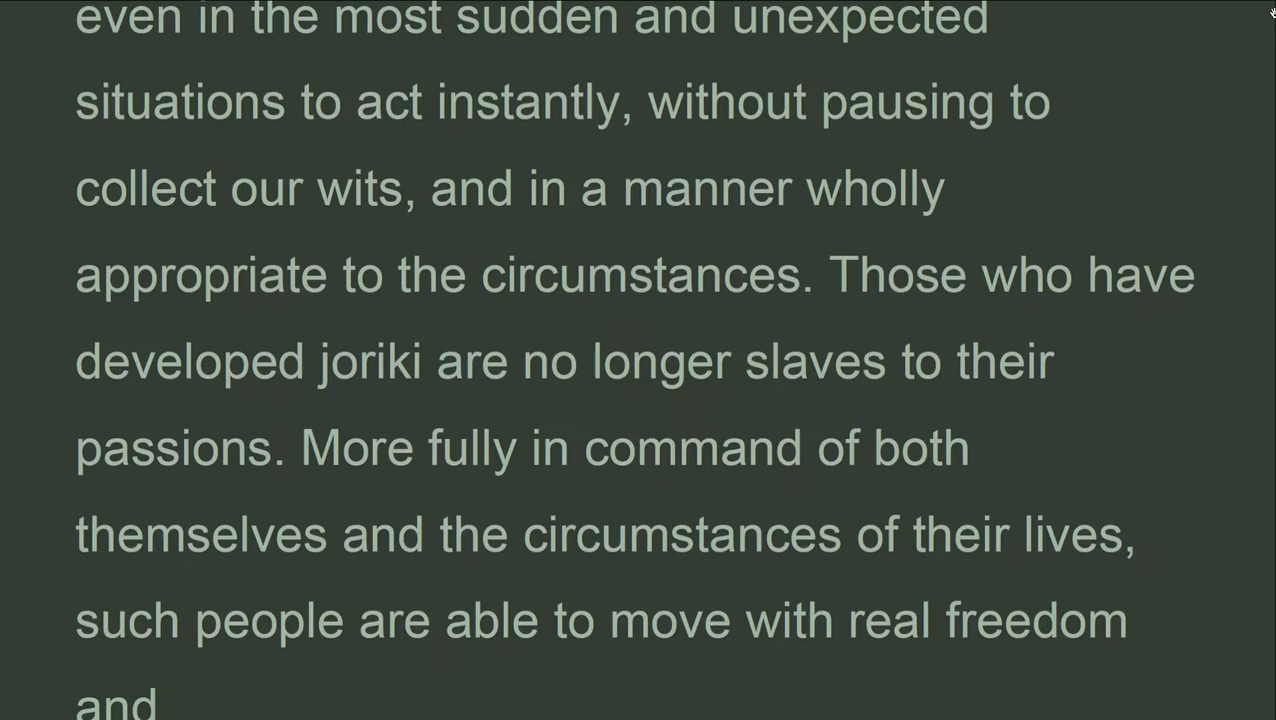 even in the most sudden and unexpected
situations to act instantly, without pausing to
collect our wits, and in a manner wholly
appropriate to the circumstances. Those who have
developed joriki are no longer slaves to their
passions. More fully in command of both
themselves and the circumstances of their lives,
such people are able to move with real freedom
and